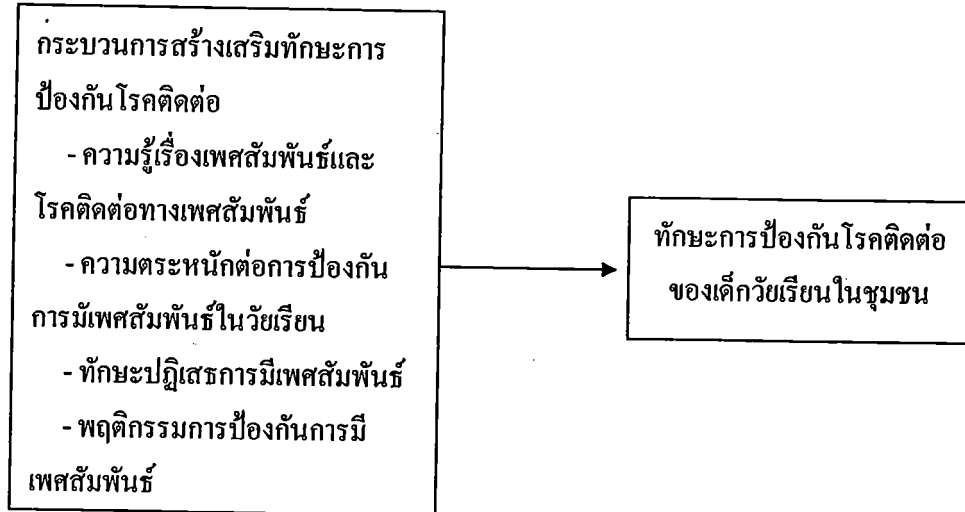 กระบวนการสร้างเสริมทักษะการ
ป้องกันโรคติดต่อ
- ความรู้เรื่องเพศสัมพันธ์และ
โรคติดต่อทางเพศสัมพันธ์
- ความตระหนักต่อการป้องกัน
การมีเพศสัมพันธ์ในวัยเรียน
- ทักษะปฏิเสธการมีเพศสัมพันธ์
- พฤติกรรมการป้องกันการมี
เพศสัมพันธ์
ทักษะการป้องกันโรคติดต่อ
ของเด็กวัยเรียนในชุมชน